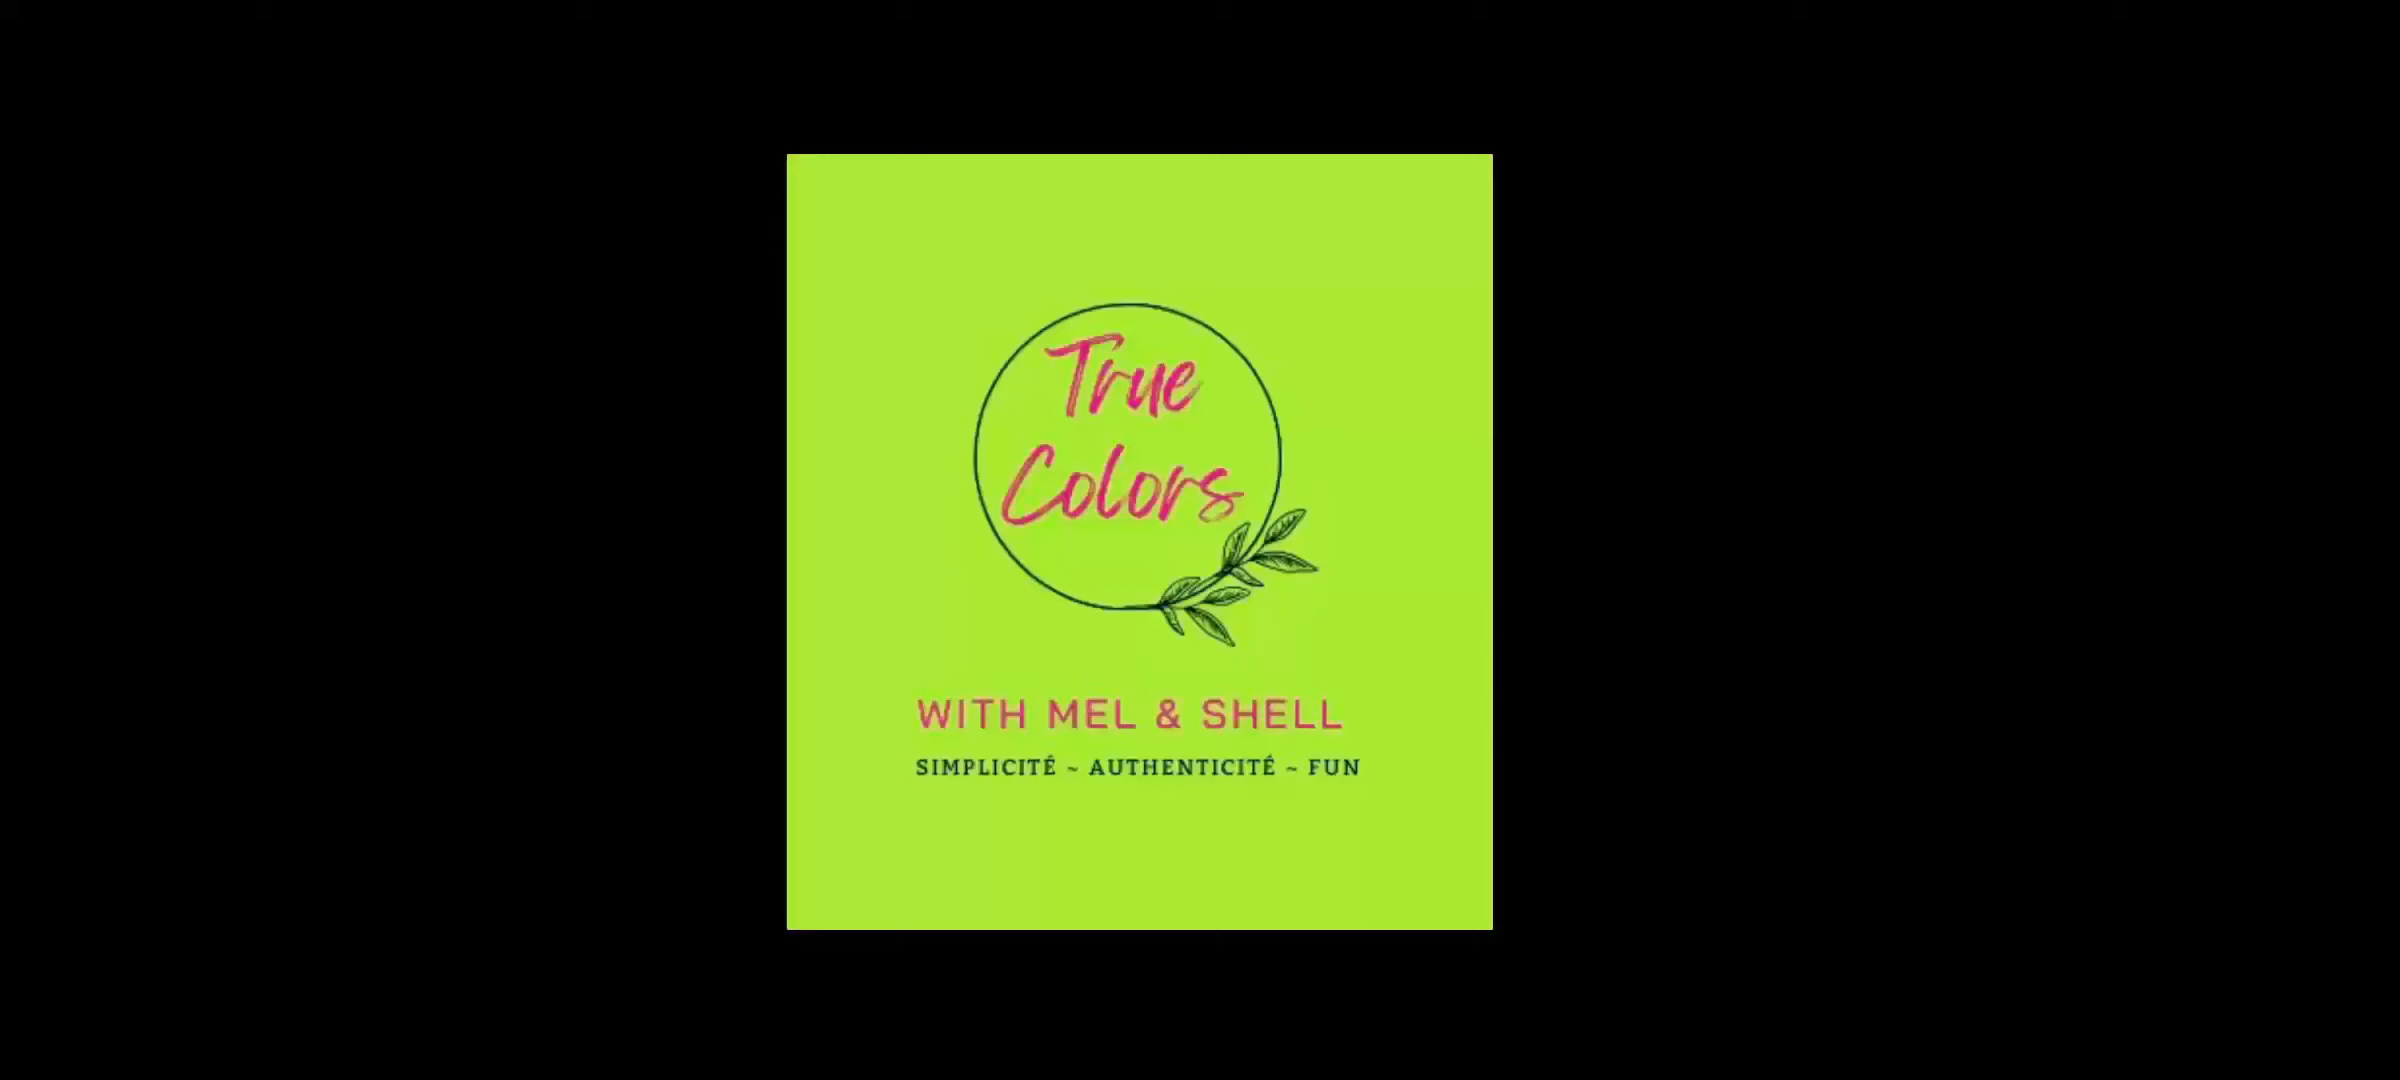 True
Colors
WITH MEL & SHELL
SIMPLICITÉ ~ AUTHENTICITÉ ~ FUN